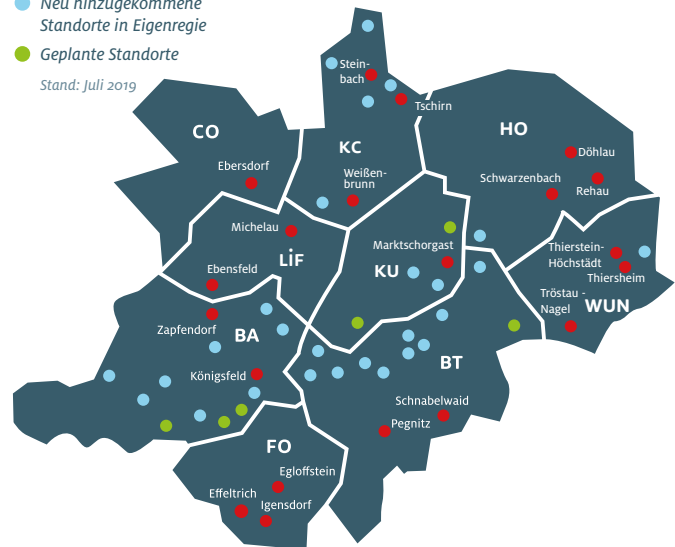 Neu hinzugekommene
Standorte in Eigenregie
Geplante Standorte
Stand: Juli 2019
Stein-
bach
Tschirn
CO
KC
HO
Döhlau
Ebersdorf
Weißen-
brunn
Schwarzenbach
Rehau
Michelau
Marktschorgast
Thierstein-
Höchstädt
LIF
Ebensfeld
KU
Thiersheim
Tröstau -
Nagel
WUN
Zapfendorf
BA
BT
Königsfeld
Schnabelwaid
Pegnitz
FO
Egloffstein
Effeltrich
Igensdorf